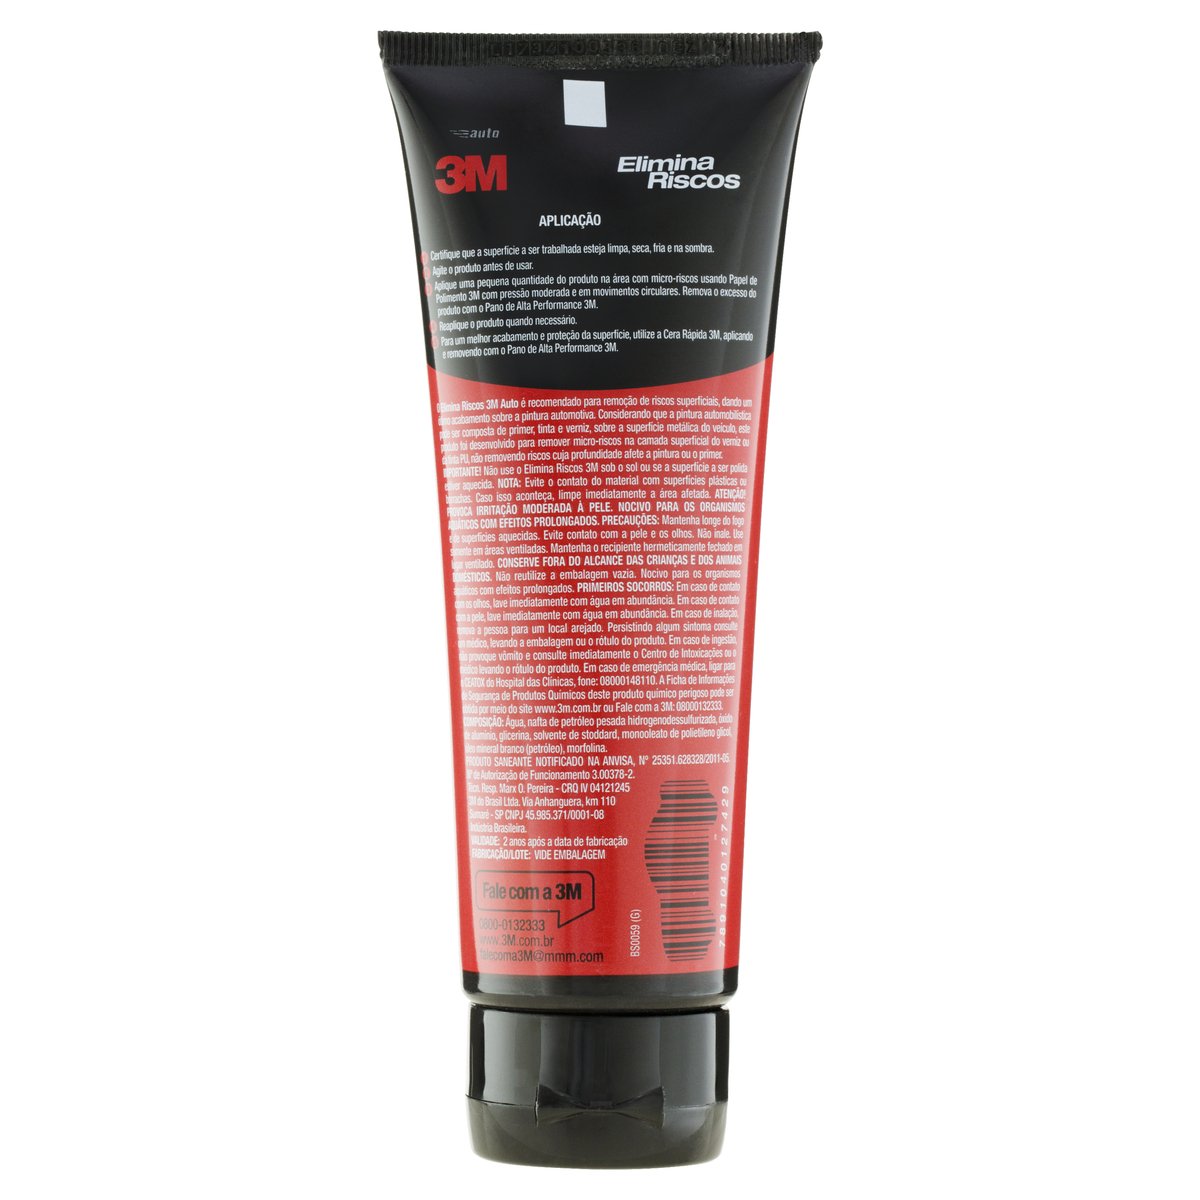 auto
3M
Elimina
Riscos
APLICAÇÃO
Certifique que a superfície a ser trabalhada esteja limpa, seca, fria e na sombra.
Agite o produto antes de usar.
Aplique uma pequena quantidade do produto na área com micro-riscos usando Papel de
Polimento 3M com pressão moderada e em movimentos circulares. Remova o excesso do
produto com o Pano de Alta Performance 3M.
Reaplique o produto quando necessário.
Para um melhor acabamento e proteção da superfície, utilize a Cera Rápida 3M, aplicando
e removendo com o Pano de Alta Performance 3M.
O Elimina Riscos 3M Auto é recomendado para remoção de riscos superficiais, dando um
ótimo acabamento sobre a pintura automotiva. Considerando que a pintura automobilística
pode ser composta de primer, tinta e verniz, sobre a superfície metálica do veículo, este
produto foi desenvolvido para remover micro-riscos na camada superficial do verniz ou
da tinta PU, não removendo riscos cuja profundidade afete a pintura ou o primer.
IMPORTANTE! Não use o Elimina Riscos 3M sob o sol ou se a superfície a ser polida
estiver aquecida. NOTA: Evite o contato do material com superfícies plásticas ou
borrachas. Caso isso aconteça, limpe imediatamente a área afetada. ATENÇÃO!
PROVOCA IRRITAÇÃO MODERADA À PELE. NOCIVO PARA OS ORGANISMOS
AQUÁTICOS COM EFEITOS PROLONGADOS. PRECAUÇÕES: Mantenha longe do fogo
e de superfícies aquecidas. Evite contato com a pele e os olhos. Não inale. Use
somente em áreas ventiladas. Mantenha o recipiente hermeticamente fechado em
lugar ventilado. CONSERVE FORA DO ALCANCE DAS CRIANÇAS E DOS ANIMAIS
DOMÉSTICOS. Não reutilize a embalagem vazia. Nocivo para os organismos
aquáticos com efeitos prolongados. PRIMEIROS SOCORROS: Em caso de contato
com os olhos, lave imediatamente com água em abundância. Em caso de contato
com a pele, lave imediatamente com água em abundância. Em caso de inalação,
remova a pessoa para um local arejado. Persistindo algum sintoma consulte
um médico, levando a embalagem ou o rótulo do produto. Em caso de ingestão,
não provoque vômito e consulte imediatamente o Centro de Intoxicações ou o
médico levando o rótulo do produto. Em caso de emergência médica, ligar para
o CEATOX do Hospital das Clínicas, fone: 08000148110. A Ficha de Informações
de Segurança de Produtos Químicos deste produto químico perigoso pode ser
obtida por meio do site www.3m.com.br ou Fale com a 3M: 08000132333.
COMPOSIÇÃO: Água, nafta de petróleo pesada hidrogenodessulfurizada, óxido
de alumínio, glicerina, solvente de stoddard, monooleato de polietileno glicol,
óleo mineral branco (petróleo), morfolina.
PRODUTO SANEANTE NOTIFICADO NA ANVISA, Nº 25351.628328/2011-05.
Nº de Autorização de Funcionamento 3.00378-2.
Técn. Resp. Marx O. Pereira - CRQ IV 04121245
3M do Brasil Ltda. Via Anhanguera, km 110
Sumaré - SP CNPJ 45.985.371/0001-08
Indústria Brasileira.
VALIDADE: 2 anos após a data de fabricação
FABRICAÇÃO/LOTE: VIDE EMBALAGEM
Fale com a 3M
0800-0132333
www.3M.com.br
falecoma3M@mmm.com
BS0059 (G)
7891040127429